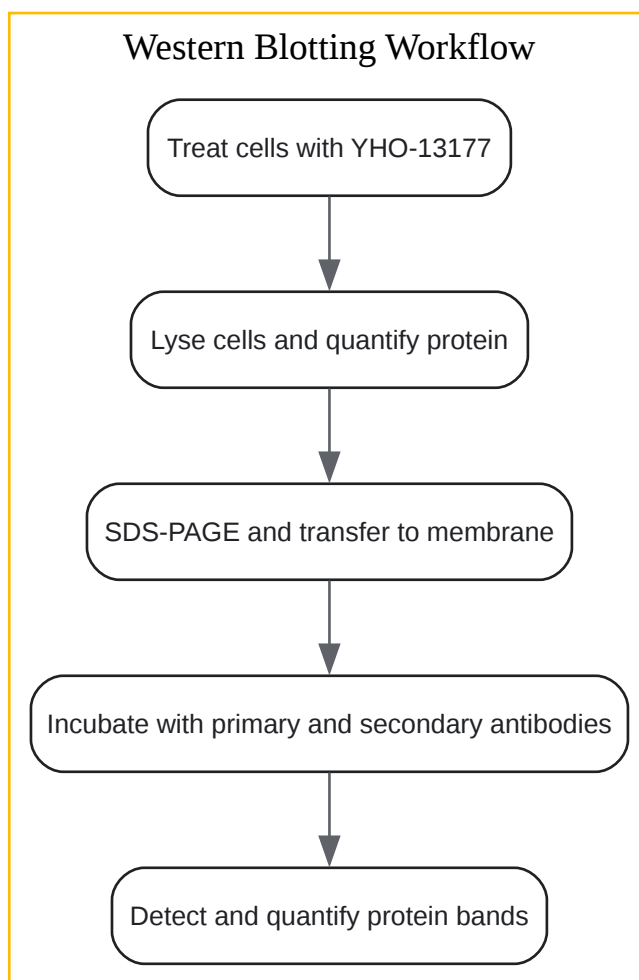 Western Blotting Workflow
Treat cells with YHO-13177
Lyse cells and quantify protein
SDS-PAGE and transfer to membrane
Incubate with primary and secondary antibodies
Detect and quantify protein bands